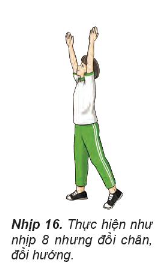 Nhịp 16. Thực hiện như
nhịp 8 nhưng đổi chân,
đổi hướng.